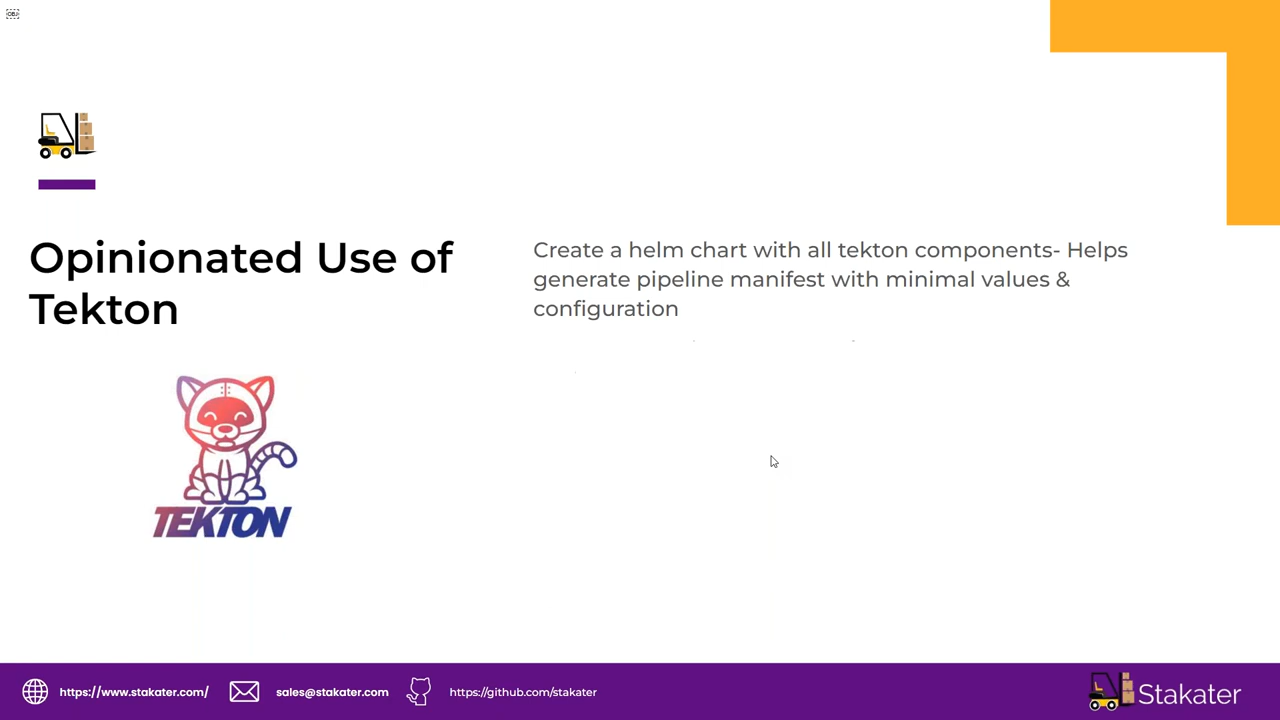 OBJ
Opinionated Use of
Tekton
Create a helm chart with all tekton components- Helps
generate pipeline manifest with minimal values &
configuration
TEKTON
https://www.stakater.com/
sales@stakater.com
https://github.com/stakater
Stakater